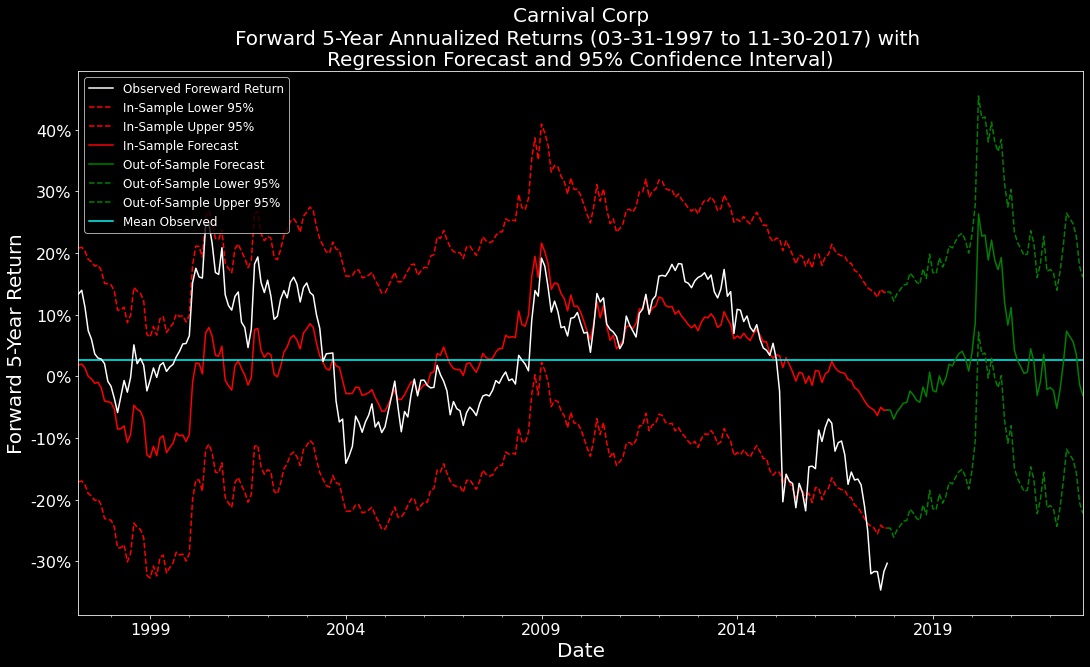 Carnival Corp
Forward 5-Year Annualized Returns (03-31-1997 to 11-30-2017) with
Regression Forecast and 95% Confidence Interval)
Observed Foreward Return
In-Sample Lower 95%
In-Sample Upper 95%
In-Sample Forecast
Out-of-Sample Forecast
Out-of-Sample Lower 95%
Out-of-Sample Upper 95%
Mean Observed
Forward 5-Year Return
40%
30%
20%
10%
0%
-10%
-20%
-30%
1999
2004
2009
2014
2019
Date